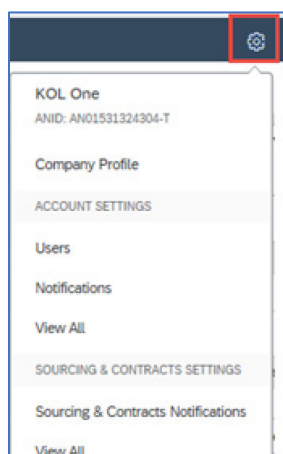 KOL One
ANID: AN01531324304-T
Company Profile
ACCOUNT SETTINGS
Users
Notifications
View All
SOURCING & CONTRACTS SETTINGS
Sourcing & Contracts Notifications
View All